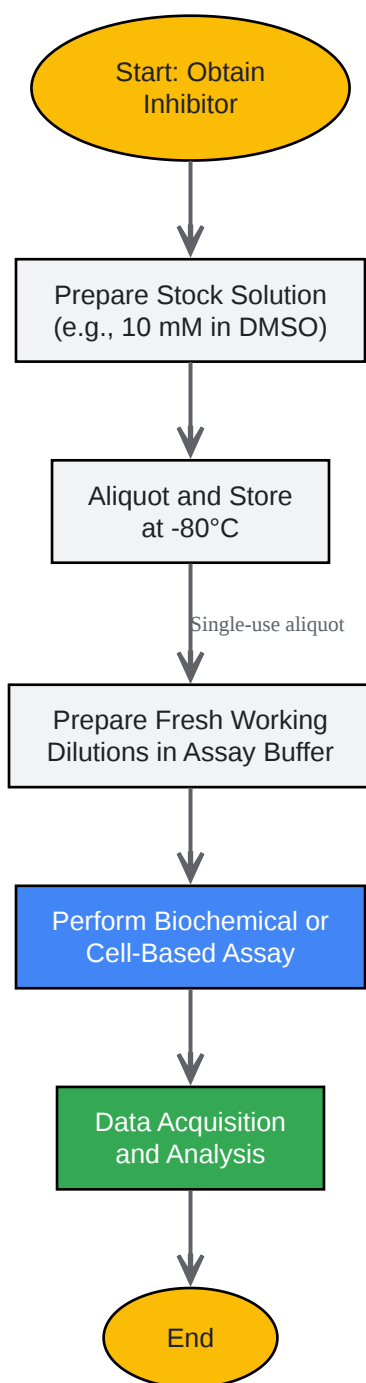 Start: Obtain
Inhibitor
Prepare Stock Solution
(e.g., 10 mM in DMSO)
Aliquot and Store
at -80°C
Single-use aliquot
Prepare Fresh Working
Dilutions in Assay Buffer
Perform Biochemical or
Cell-Based Assay
Data Acquisition
and Analysis
End